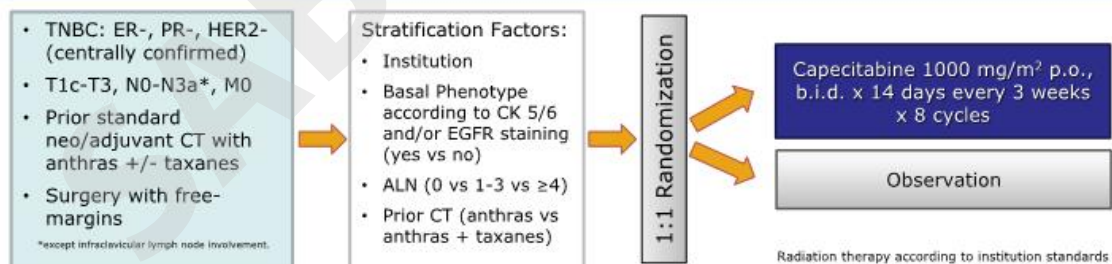 • TNBC: ER-, PR-, HER2-
(centrally confirmed)
• T1c-T3, N0-N3a*, M0
• Prior standard
neo/adjuvant CT with
anthras +/- taxanes
• Surgery with free-
margins
*except infraclavicular lymph node involvement.
Stratification Factors:
• Institution
• Basal Phenotype
according to CK 5/6
and/or EGFR staining
(yes vs no)
• ALN (0 vs 1-3 vs ≥4)
• Prior CT (anthras vs
anthras + taxanes)
1:1 Randomization
Capecitabine 1000 mg/m² p.o.,
b.i.d. x 14 days every 3 weeks
x 8 cycles
Observation
Radiation therapy according to institution standards